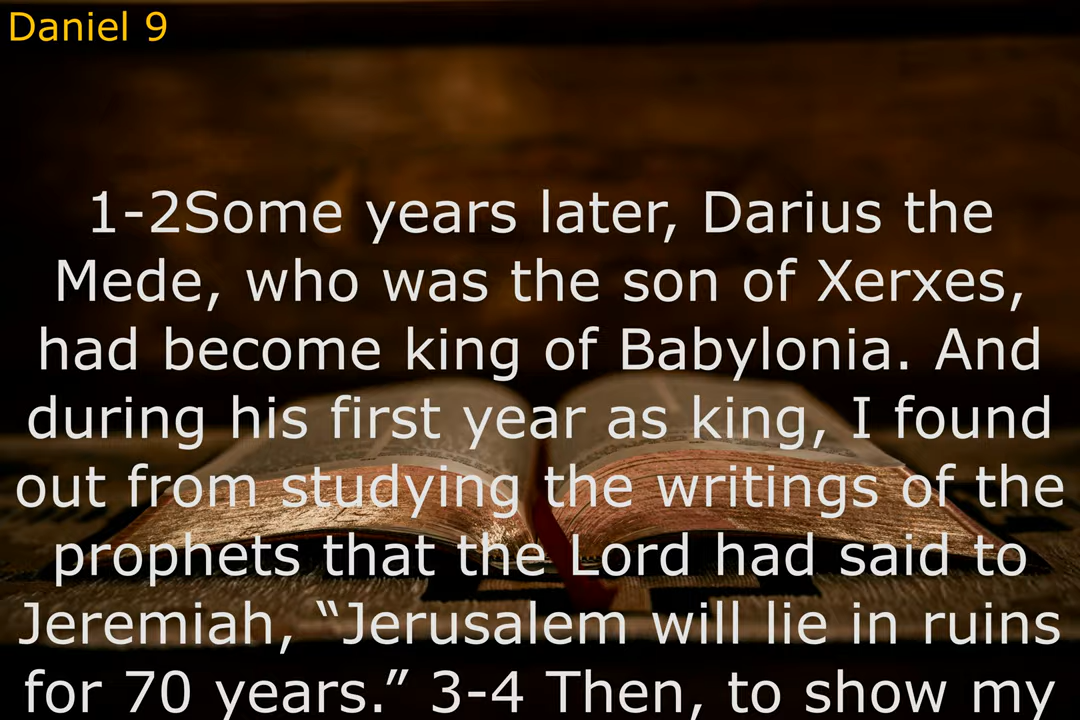 Daniel 9
1-2Some years later, Darius the
Mede, who was the son of Xerxes,
had become king of Babylonia. And
during his first year as king, I found
out from studying the writings of the
prophets that the Lord had said to
Jeremiah, “Jerusalem will lie in ruins
for 70 years.” 3-4 Then, to show my